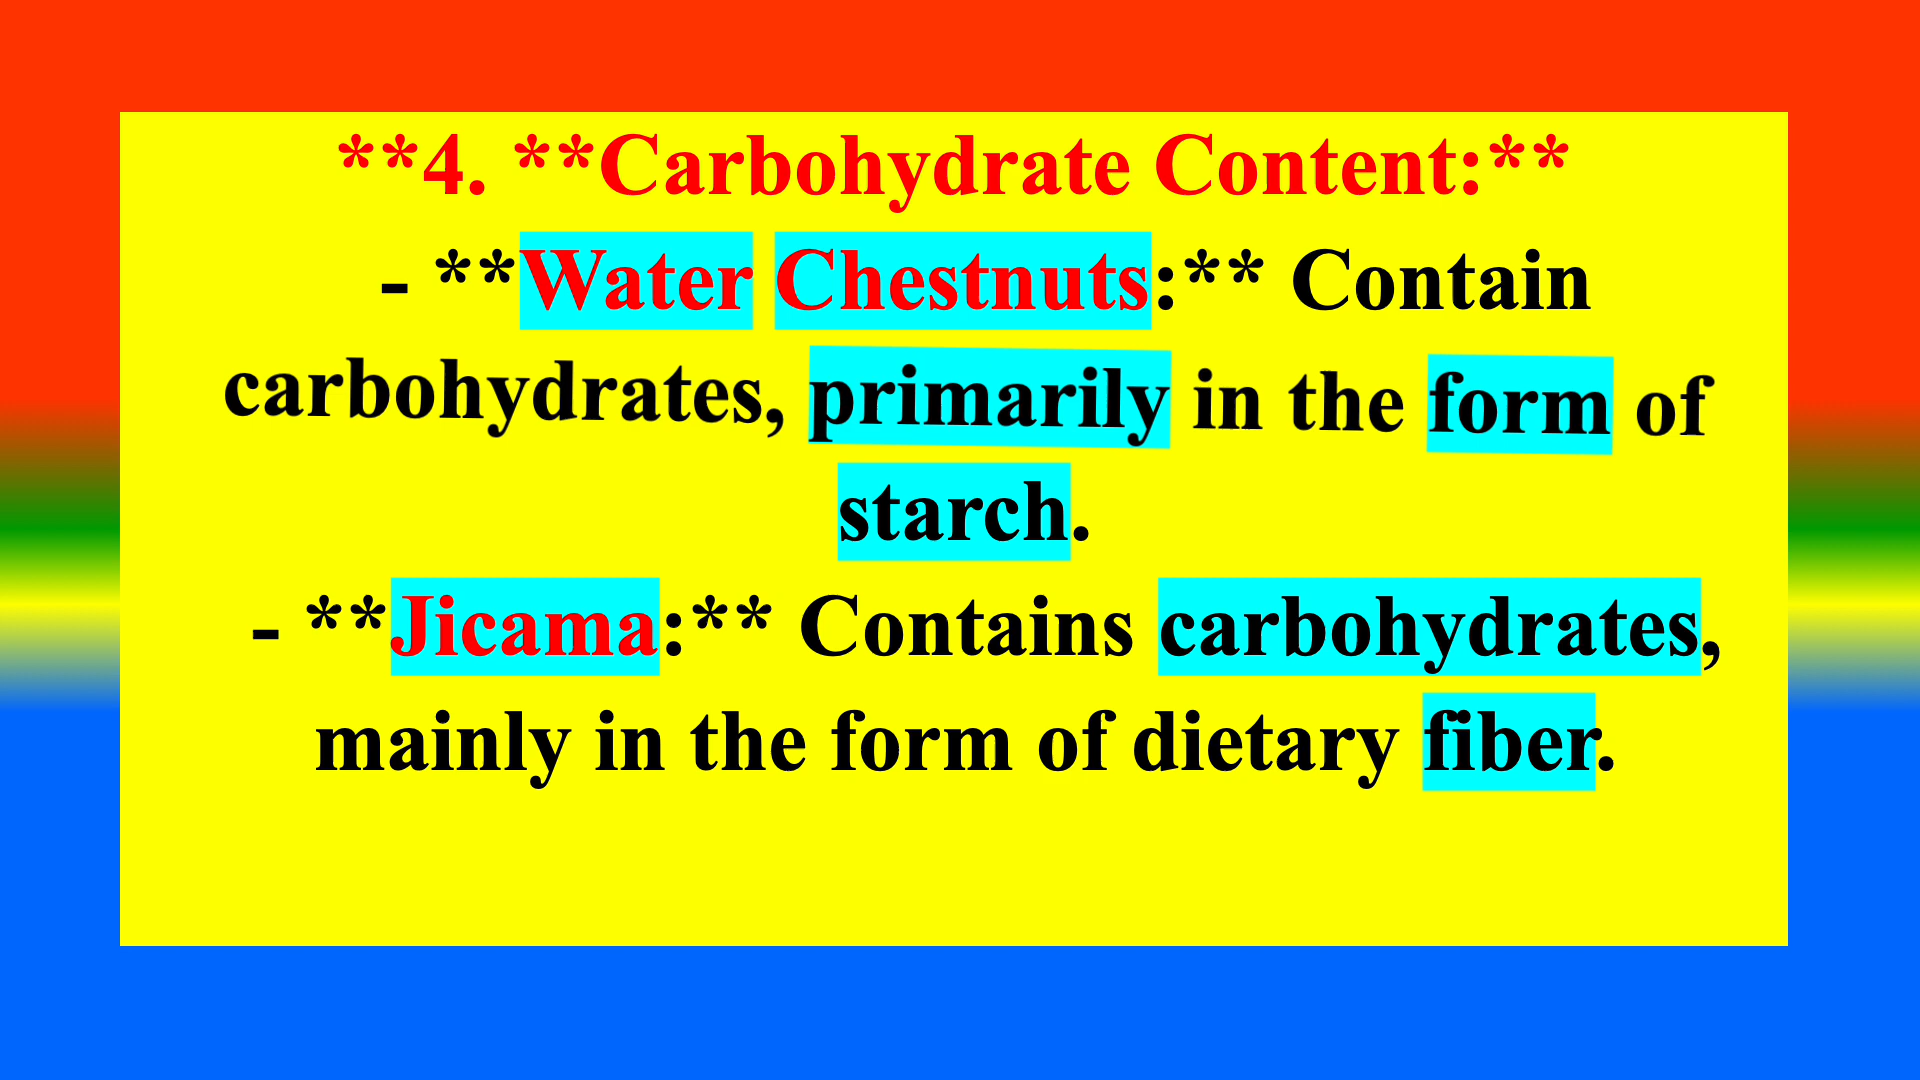 **4. **Carbohydrate Content:**
- **Water Chestnuts:** Contain
carbohydrates, primarily in the form of
starch.
- **Jicama:** Contains carbohydrates,
mainly in the form of dietary fiber.